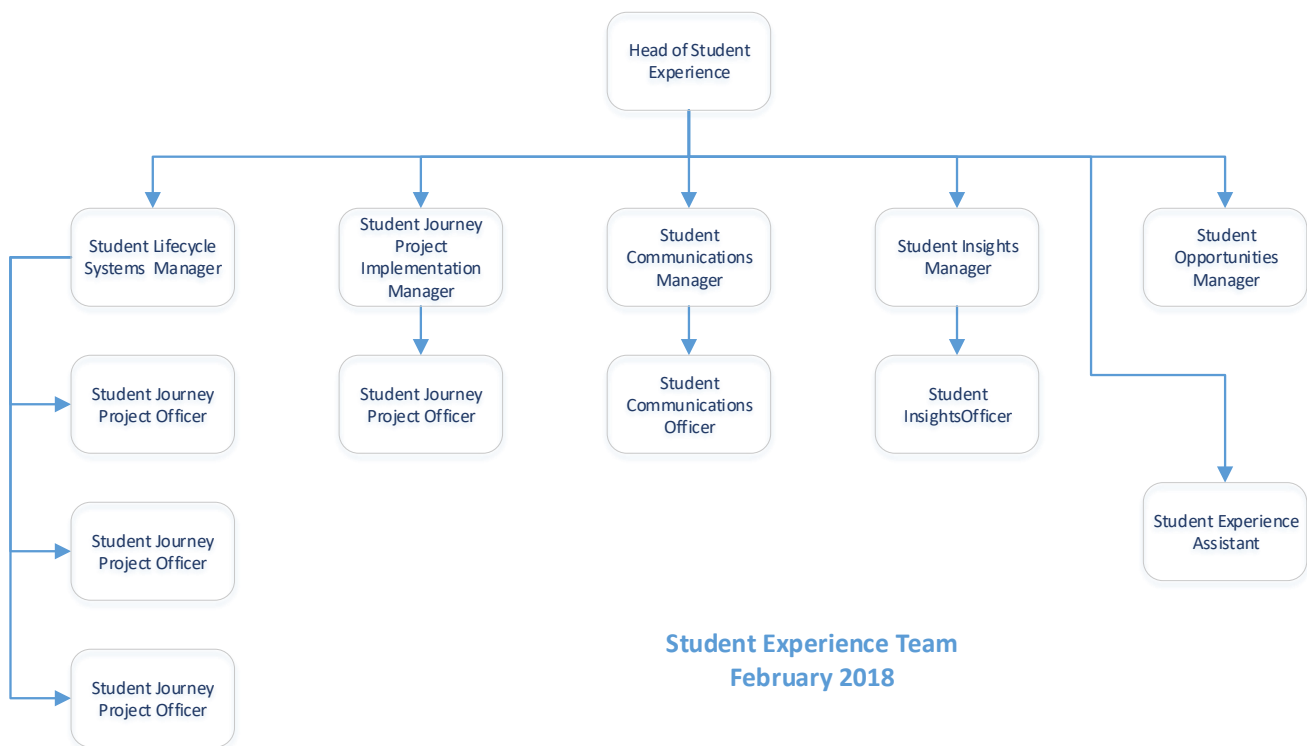 Head of Student
Experience
Student Lifecycle
Systems Manager
Student Journey
Project
Implementation
Manager
Student
Communications
Manager
Student Insights
Manager
Student
Opportunities
Manager
Student Journey
Project Officer
Student Journey
Project Officer
Student
Communications
Officer
Student
InsightsOfficer
Student Journey
Project Officer
Student Experience
Assistant
Student Journey
Project Officer
Student Experience Team
February 2018